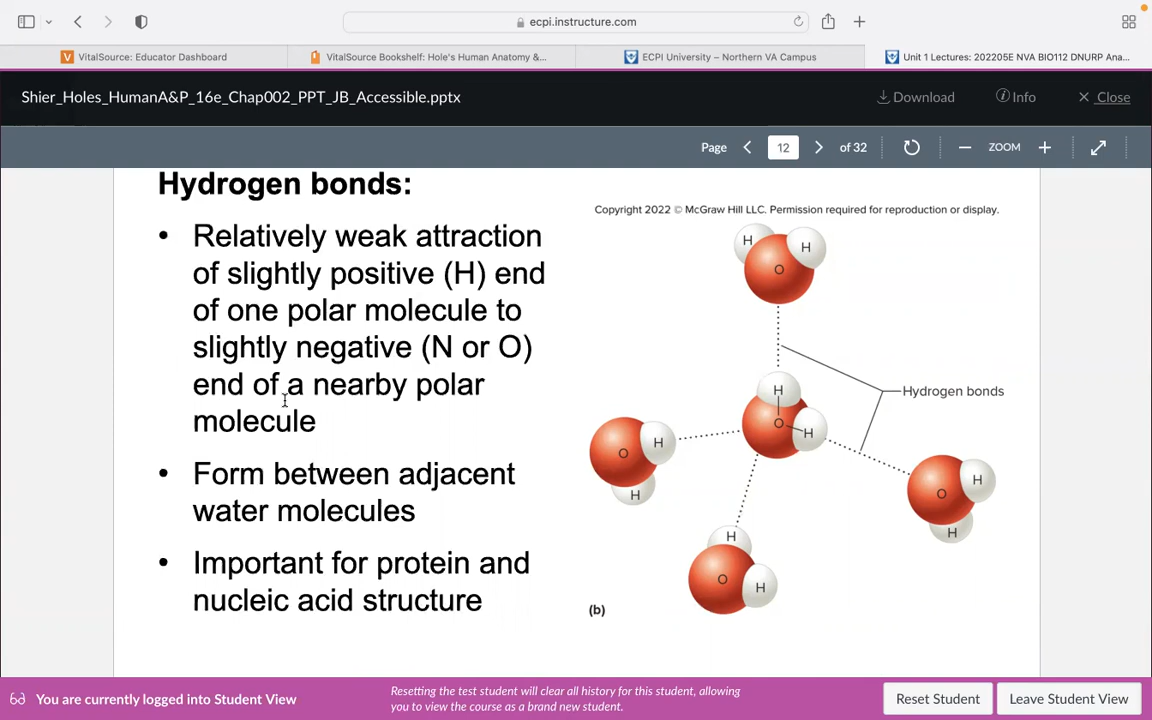 ecpi.instructure.com
VitalSource: Educator Dashboard
VitalSource Bookshelf: Hole's Human Anatomy &...
ECPI University – Northern VA Campus
Unit 1 Lectures: 202205E NVA BIO112 DNURP Ana...
Shier_Holes_HumanA&P_16e_Chap002_PPT_JB_Accessible.pptx
Download
Info
Close
Page
12
of 32
ZOOM
Hydrogen bonds:
• Relatively weak attraction
of slightly positive (H) end
of one polar molecule to
slightly negative (N or O)
end of a nearby polar
molecule
• Form between adjacent
water molecules
• Important for protein and
nucleic acid structure
Copyright 2022 © McGraw Hill LLC. Permission required for reproduction or display.
H
H
O
H
O
H
Hydrogen bonds
O
H
H
H
O
H
H
O
H
(b)
You are currently logged into Student View
Resetting the test student will clear all history for this student, allowing
you to view the course as a brand new student.
Reset Student
Leave Student View